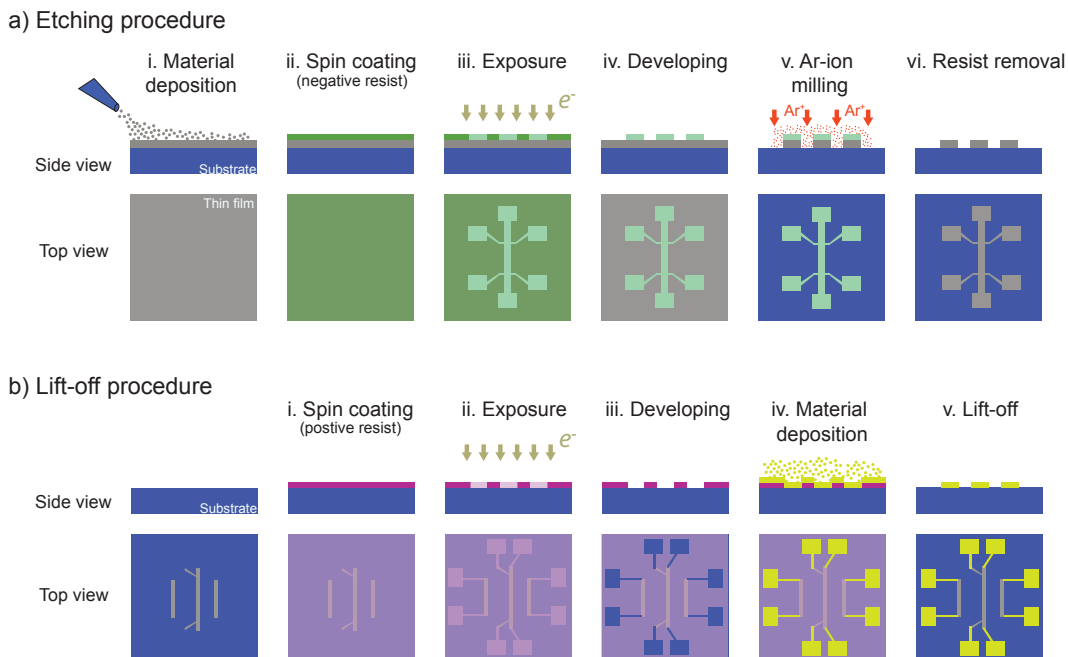 a) Etching procedure
i. Material
deposition
ii. Spin coating
(negative resist)
iii. Exposure
iv. Developing
v. Ar-ion
milling
vi. Resist removal
e-
Ar+
Ar+
Side view
Substrate
Thin film
Top view
b) Lift-off procedure
i. Spin coating
(postive resist)
ii. Exposure
iii. Developing
iv. Material
deposition
v. Lift-off
e-
Side view
Substrate
Top view